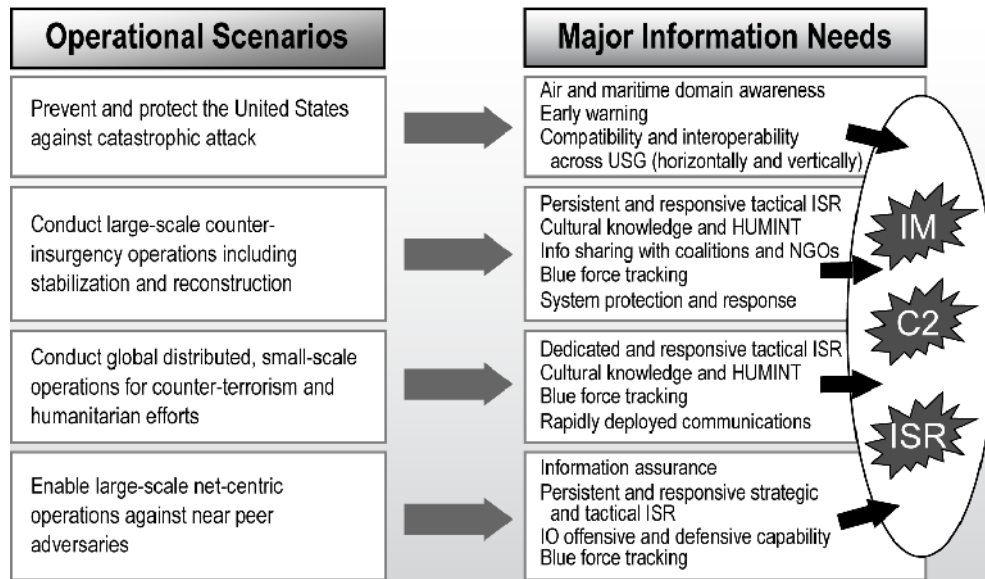 Operational Scenarios
Major Information Needs
Prevent and protect the United States
against catastrophic attack
Air and maritime domain awareness
Early warning
Compatibility and interoperability
across USG (horizontally and vertically)
Conduct large-scale counter-
insurgency operations including
stabilization and reconstruction
Persistent and responsive tactical ISR
Cultural knowledge and HUMINT
Info sharing with coalitions and NGOs
Blue force tracking
System protection and response
Conduct global distributed, small-scale
operations for counter-terrorism and
humanitarian efforts
Dedicated and responsive tactical ISR
Cultural knowledge and HUMINT
Blue force tracking
Rapidly deployed communications
Enable large-scale net-centric
operations against near peer
adversaries
Information assurance
Persistent and responsive strategic
and tactical ISR
IO offensive and defensive capability
Blue force tracking
IM
C2
ISR